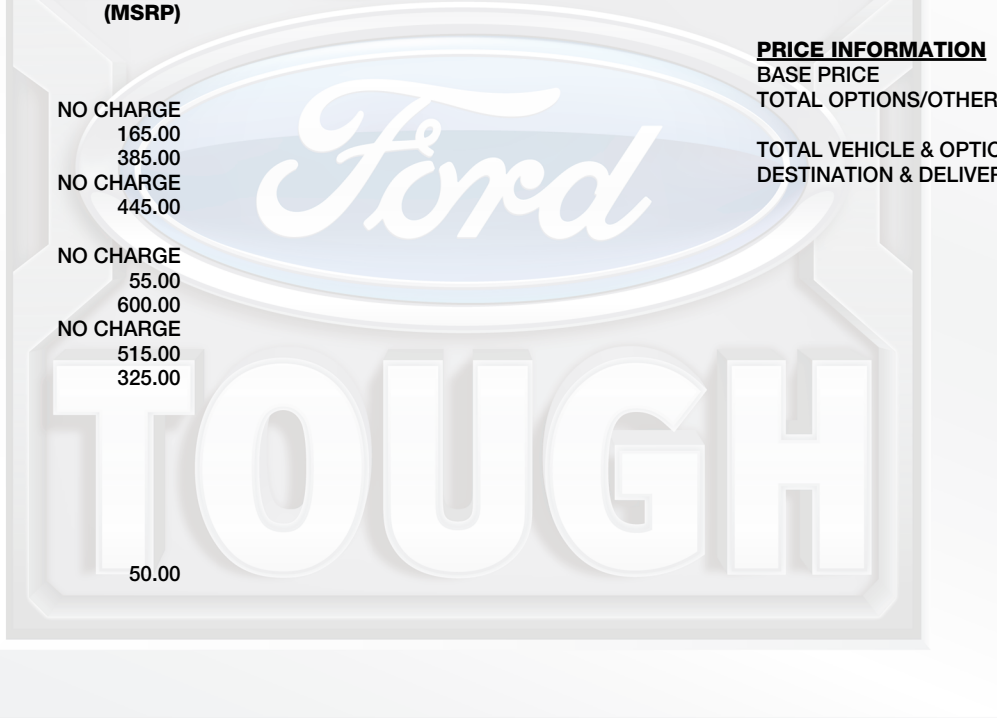 (MSRP)
NO CHARGE
165.00
385.00
NO CHARGE
445.00
NO CHARGE
55.00
600.00
NO CHARGE
515.00
325.00
50.00
PRICE INFORMATION
BASE PRICE
TOTAL OPTIONS/OTHER
TOTAL VEHICLE & OPTIO
DESTINATION & DELIVER
Ford
TOUGH